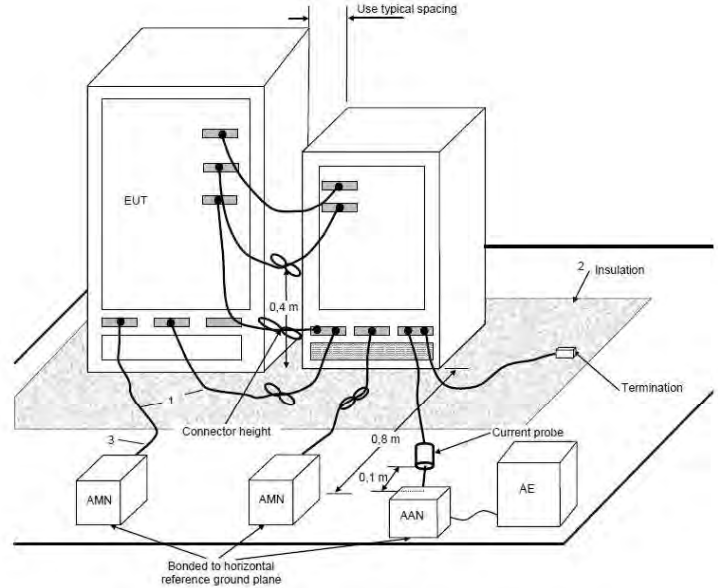 Use typical spacing
EUT
2
Insulation
0,4 m
1
Connector height
Termination
3
0,8 m
Current probe
0,1 m
AMN
AMN
AAN
AE
Bonded to horizontal
reference ground plane